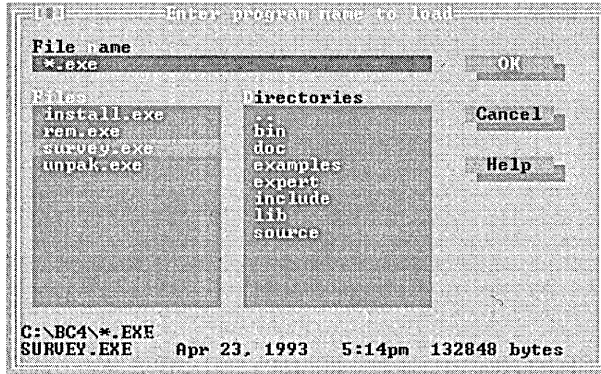 [■] Enter program name to load
File name
*.exe
OK
Files
install.exe
rem.exe
survey.exe
unpak.exe
Directories
..
bin
doc
examples
expert
include
lib
source
Cancel
Help
C:\BC4\*.EXE
SURVEY.EXE Apr 23, 1993 5:14pm 132848 bytes